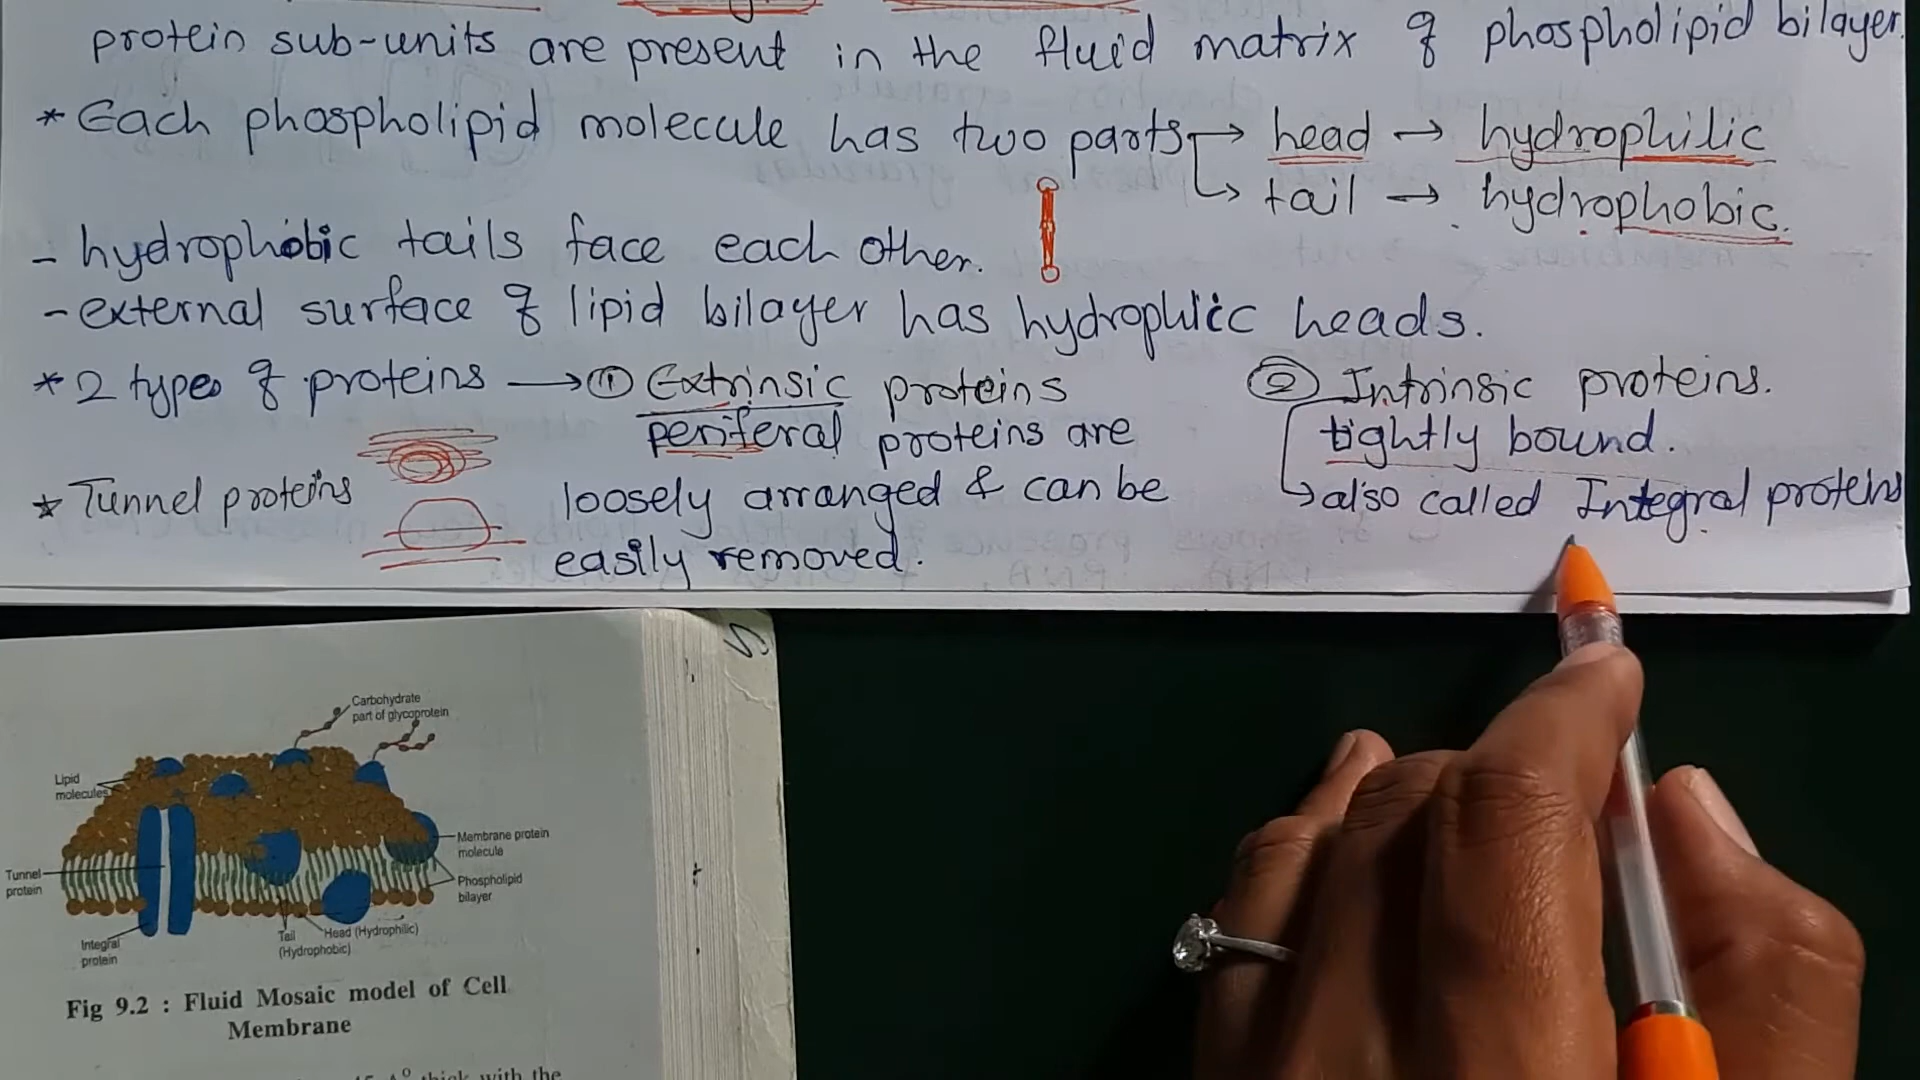 protein sub-units are present in the fluid matrix of phospholipid bilayer.
* Each phospholipid molecule has two parts → head → hydrophilic
→ tail → hydrophobic.
- hydrophobic tails face each other.
- external surface of lipid bilayer has hydrophlic heads.
* 2 types of proteins → ① Extrinsic proteins
periferal proteins are
loosely arranged & can be
easily removed.
② Intrinsic proteins.
tightly bound.
→ also called Integral proteins
* Tunnel proteins
Carbohydrate
part of glycoprotein
Lipid
molecules
Membrane protein
molecule
Tunnel
protein
Phospholipid
bilayer
Integral
protein
Tail
(Hydrophobic)
Head (Hydrophilic)
Fig 9.2 : Fluid Mosaic model of Cell
Membrane
thick with the